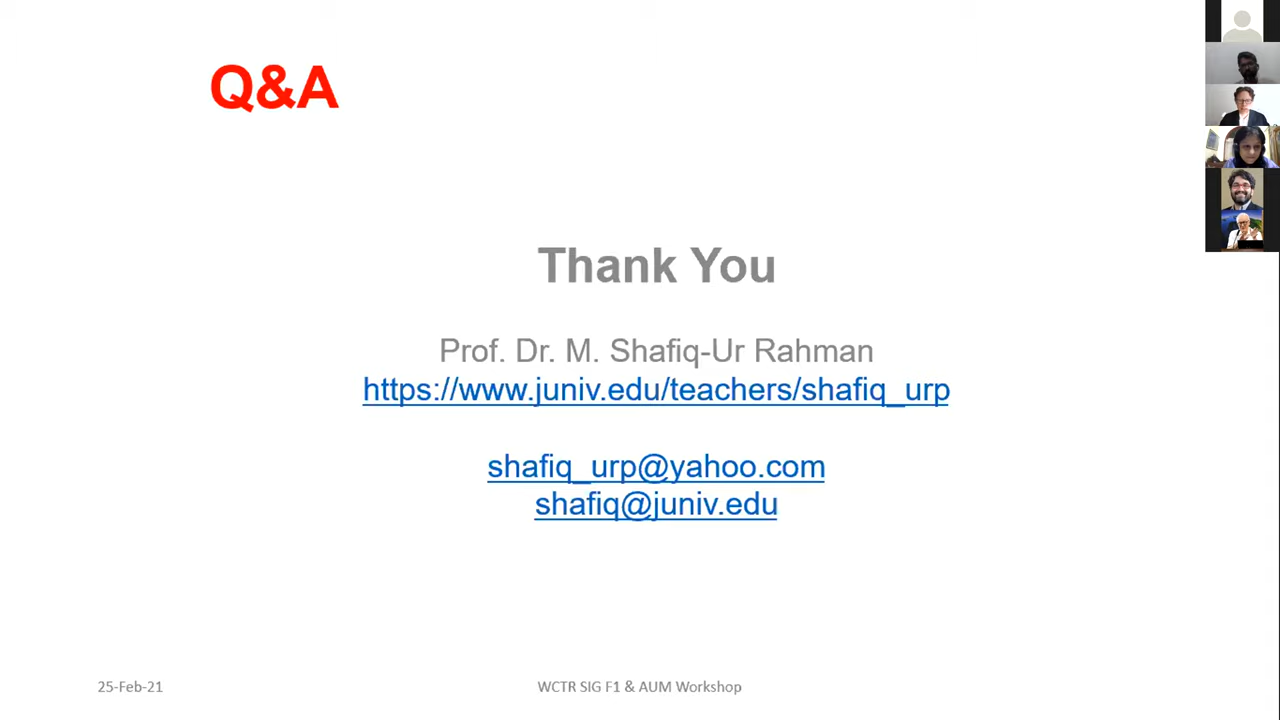 Q&A
Thank You
Prof. Dr. M. Shafiq-Ur Rahman
https://www.juniv.edu/teachers/shafiq_urp
shafiq_urp@yahoo.com
shafiq@juniv.edu
25-Feb-21
WCTR SIG F1 & AUM Workshop